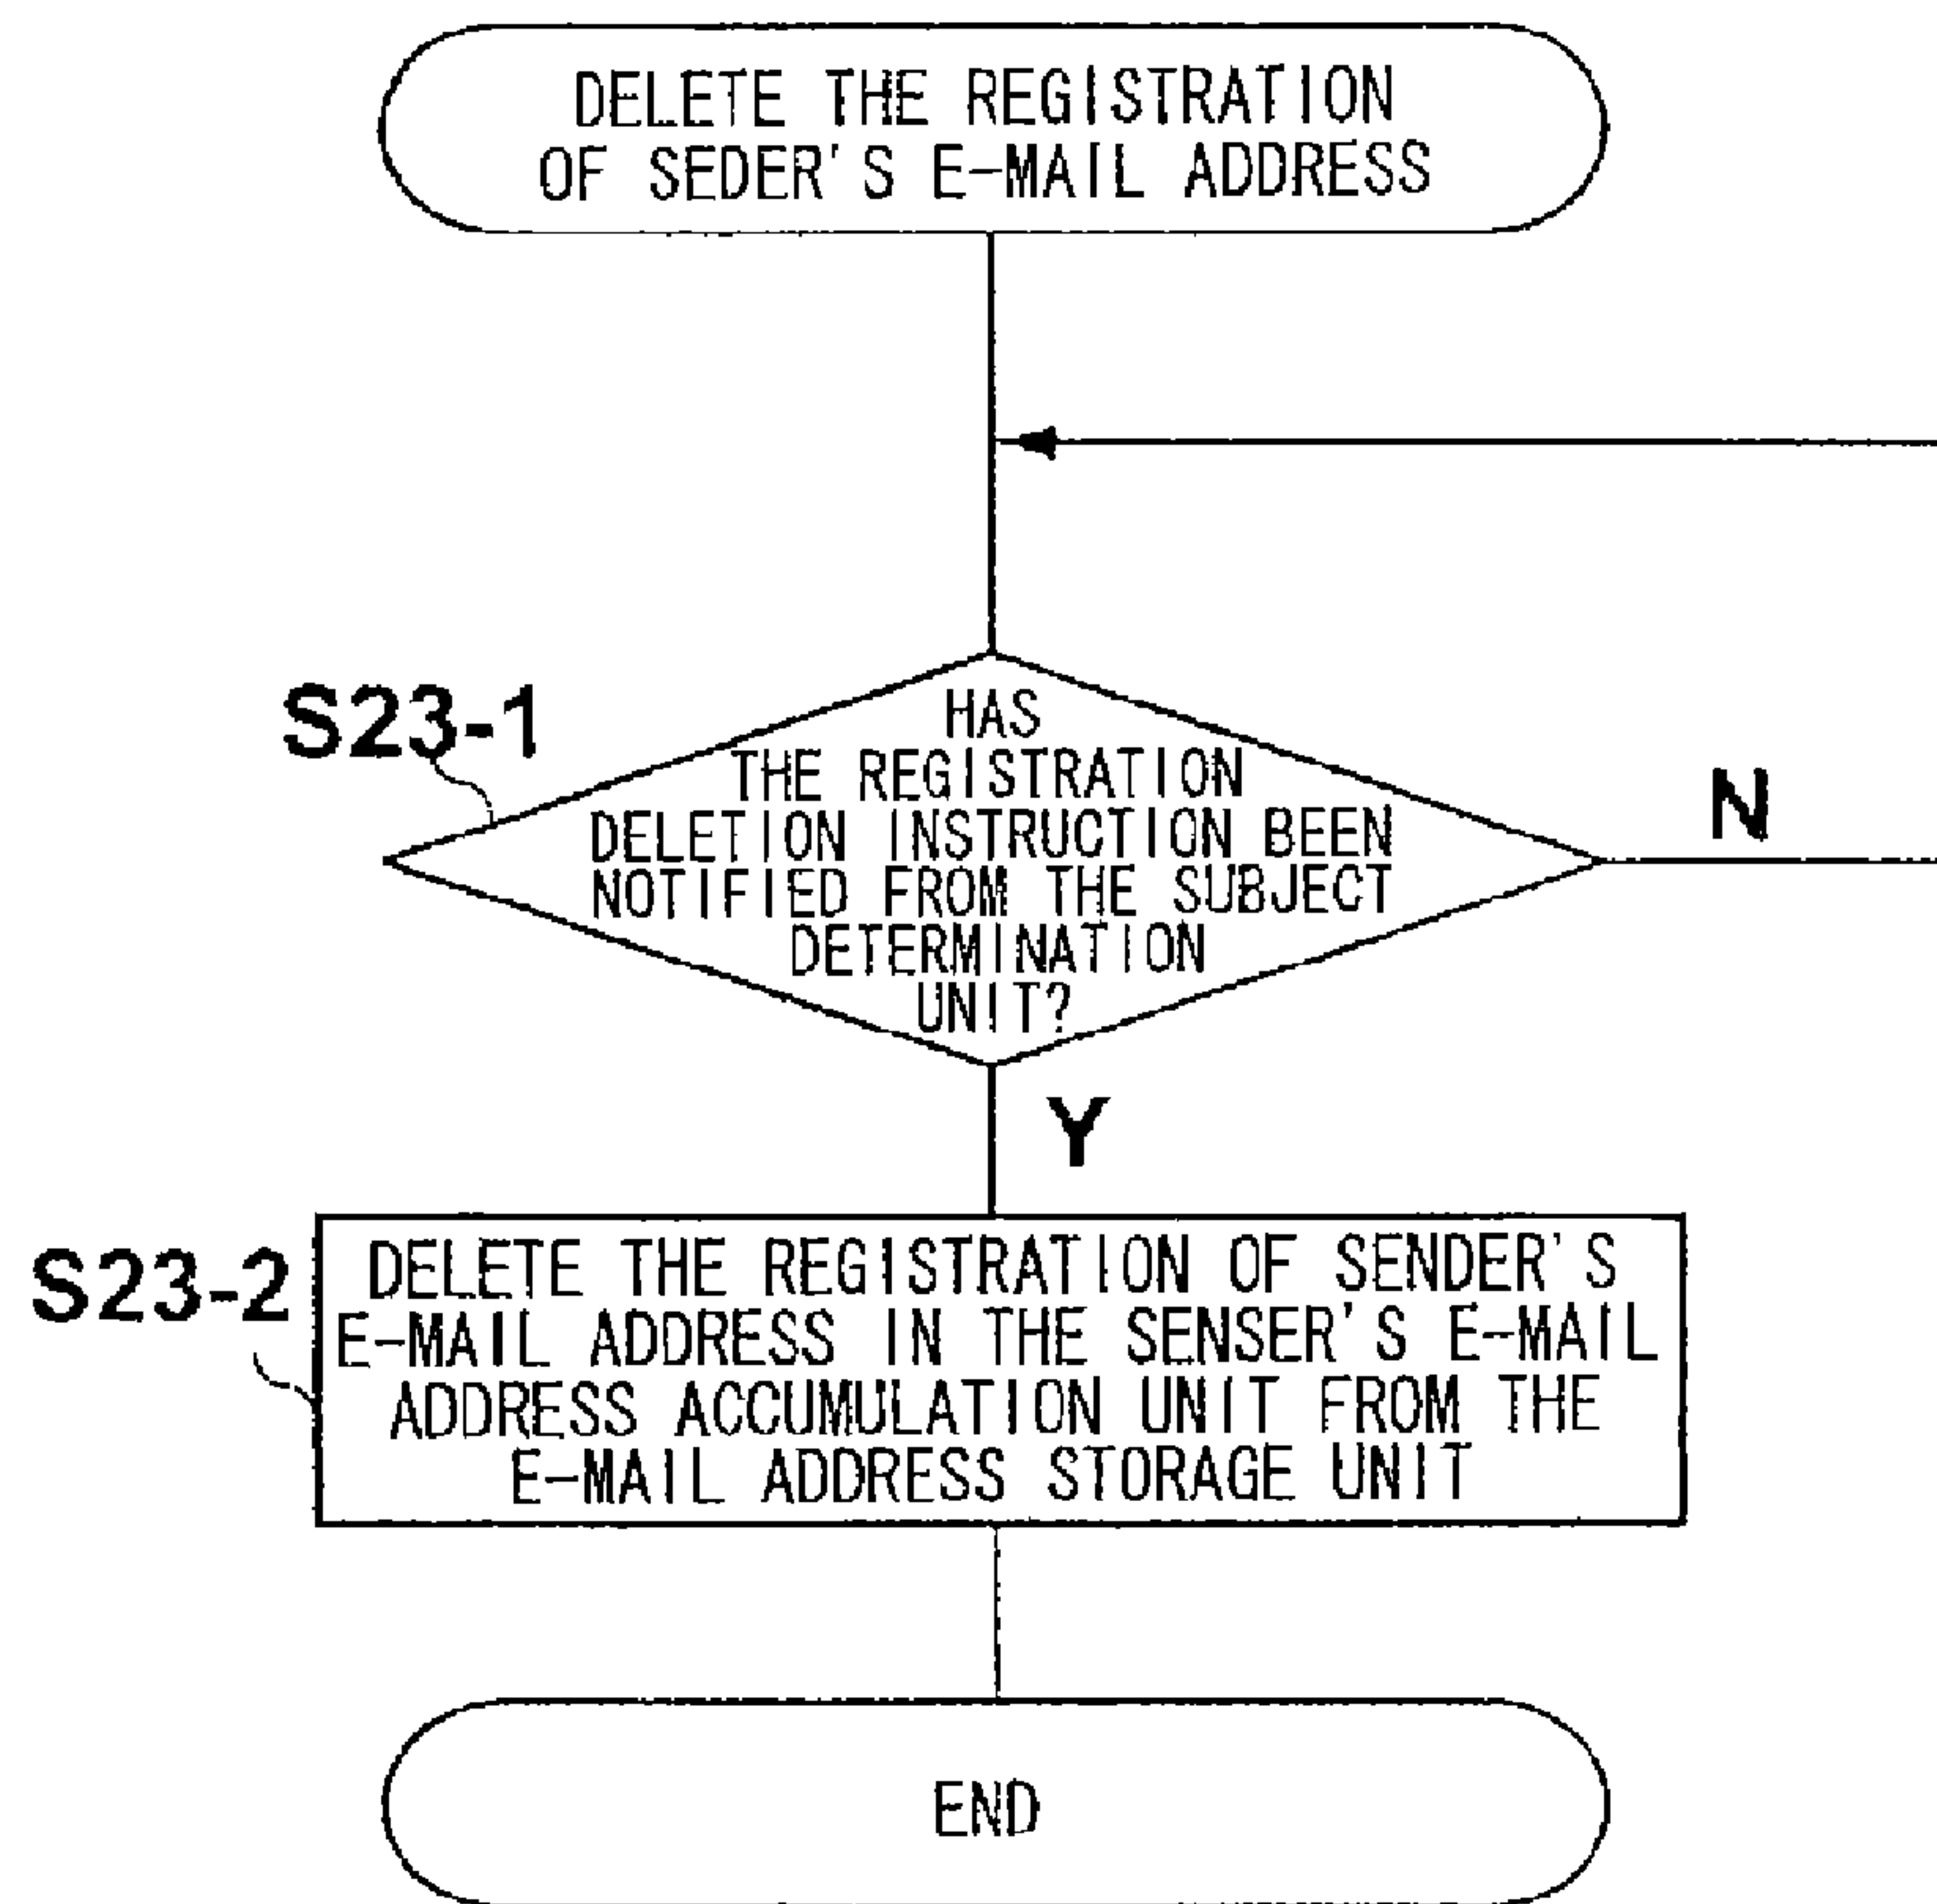 DELETE THE REGISTRATION
OF SEDER'S E-MAIL ADDRESS
S23-1
HAS
THE REGISTRATION
DELETION INSTRUCTION BEEN
NOTIFIED FROM THE SUBJECT
DETERMINATION
UNIT?
N
Y
S23-2
DELETE THE REGISTRATION OF SENDER'S
E-MAIL ADDRESS IN THE SENSER'S E-MAIL
ADDRESS ACCUMULATION UNIT FROM THE
E-MAIL ADDRESS STORAGE UNIT
END